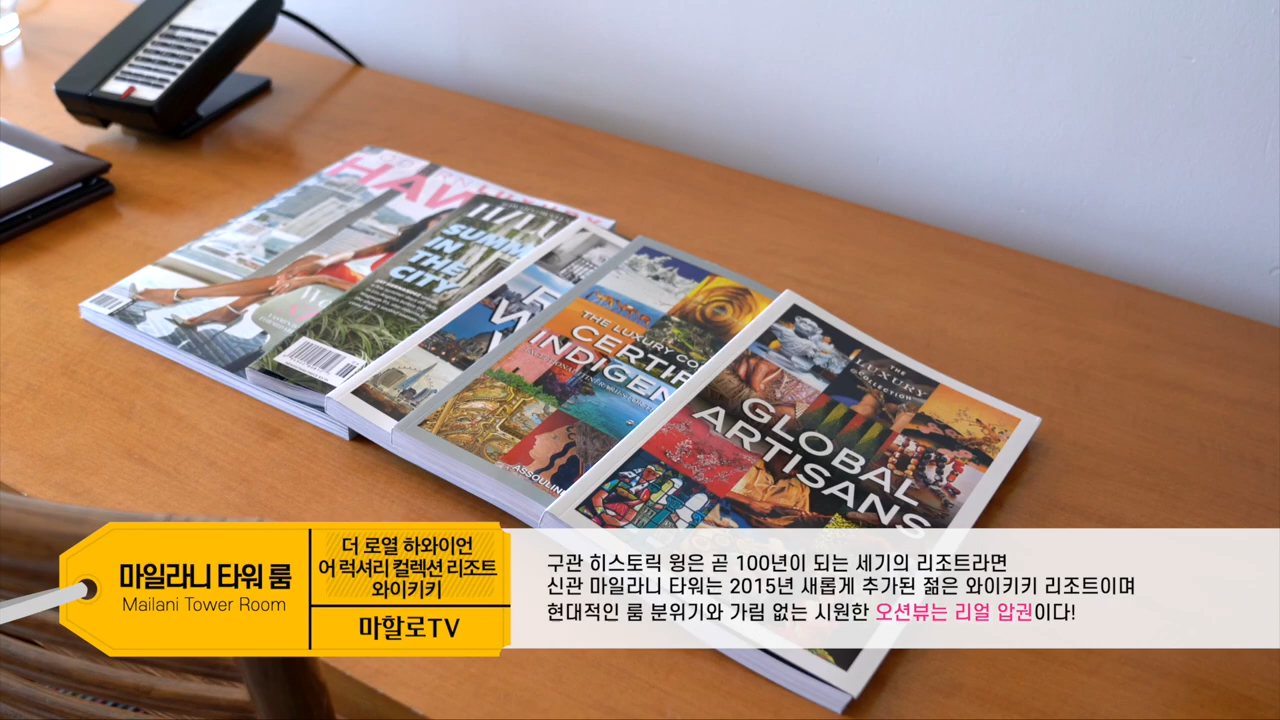 HAW
SUMM
IN THE
CITY
THE LUXURY CO
CERTIF
INDIGEN
ASSOULIN
THE
LUXURY
COLLECTION
GLOBAL
ARTISANS
마일라니 타워 룸
Mailani Tower Room
더 로열 하와이언
어 럭셔리 컬렉션 리조트
와이키키
마할로TV
구관 히스토릭 윙은 곧 100년이 되는 세기의 리조트라면
신관 마일라니 타워는 2015년 새롭게 추가된 젊은 와이키키 리조트이며
현대적인 룸 분위기와 가림 없는 시원한 오션뷰는 리얼 압권이다!